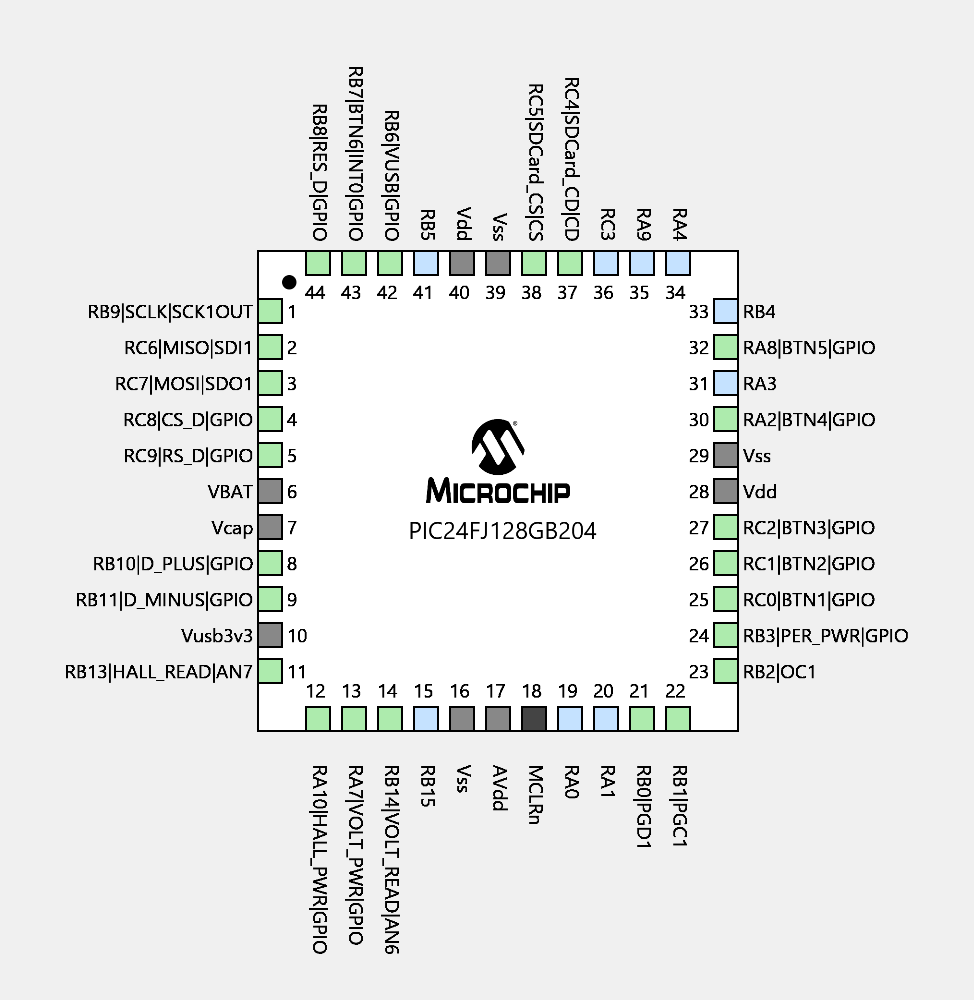 RB8|RES_D|GPIO
RB7|BTN6|INT0|GPIO
RB6|VUSB|GPIO
RB5
Vdd
Vss
RC5|SDCard_CS|CS
RC4|SDCard_CD|CD
RC3
RA9
RA4
44
43
42
41
40
39
38
37
36
35
34
RB9|SCLK|SCK1OUT 1
RC6|MISO|SDI1 2
RC7|MOSI|SDO1 3
RC8|CS_D|GPIO 4
RC9|RS_D|GPIO 5
VBAT 6
Vcap 7
RB10|D_PLUS|GPIO 8
RB11|D_MINUS|GPIO 9
Vusb3v3 10
RB13|HALL_READ|AN7 11
MICROCHIP
PIC24FJ128GB204
33 RB4
32 RA8|BTN5|GPIO
31 RA3
30 RA2|BTN4|GPIO
29 Vss
28 Vdd
27 RC2|BTN3|GPIO
26 RC1|BTN2|GPIO
25 RC0|BTN1|GPIO
24 RB3|PER_PWR|GPIO
23 RB2|OC1
12
13
14
15
16
17
18
19
20
21
22
RA10|HALL_PWR|GPIO
RA7|VOLT_PWR|GPIO
RB14|VOLT_READ|AN6
RB15
Vss
AVdd
MCLRn
RA0
RA1
RB0|PGD1
RB1|PGC1